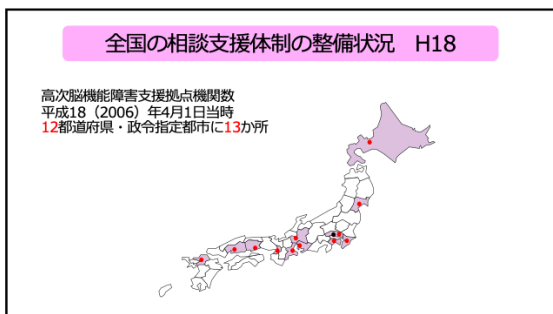 全国の相談支援体制の整備状況　H18
高次脳機能障害支援拠点機関数
平成18（2006）年4月1日当時
12都道府県・政令指定都市に13か所